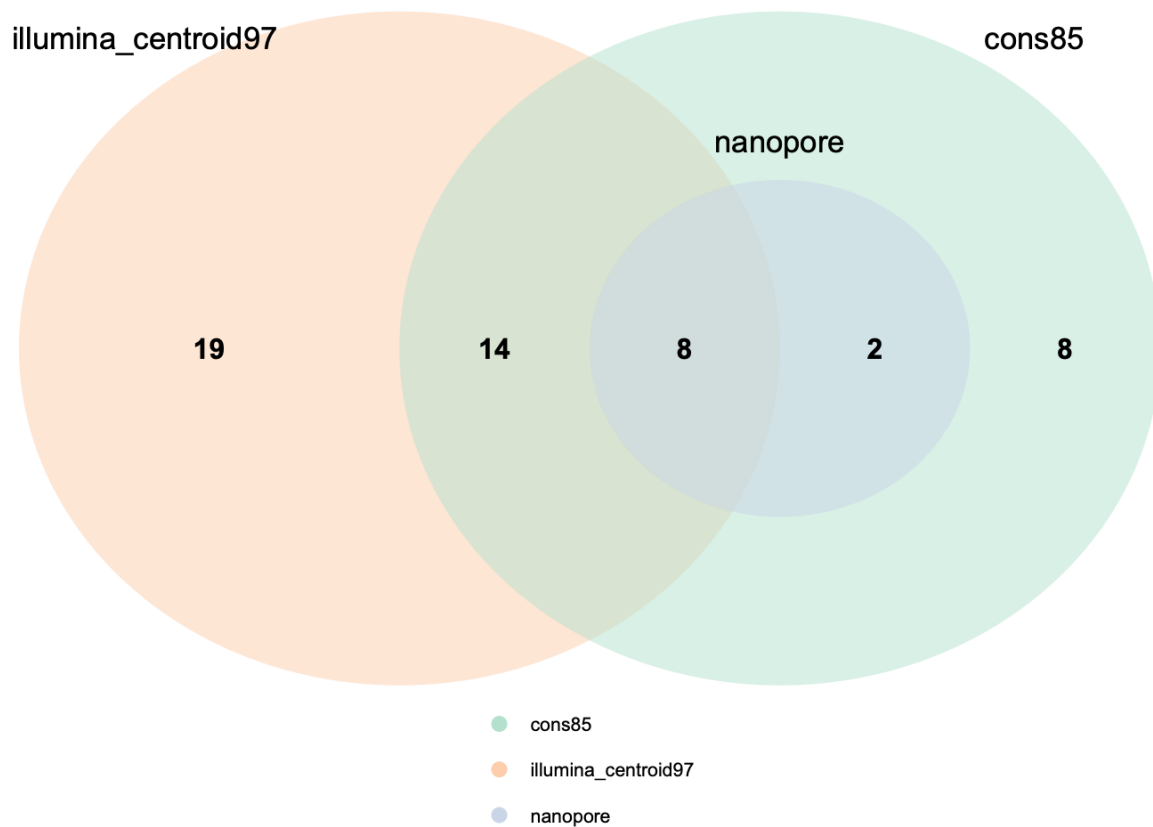 illumina_centroid97
cons85
nanopore
19
14
8
2
8
cons85
illumina_centroid97
nanopore